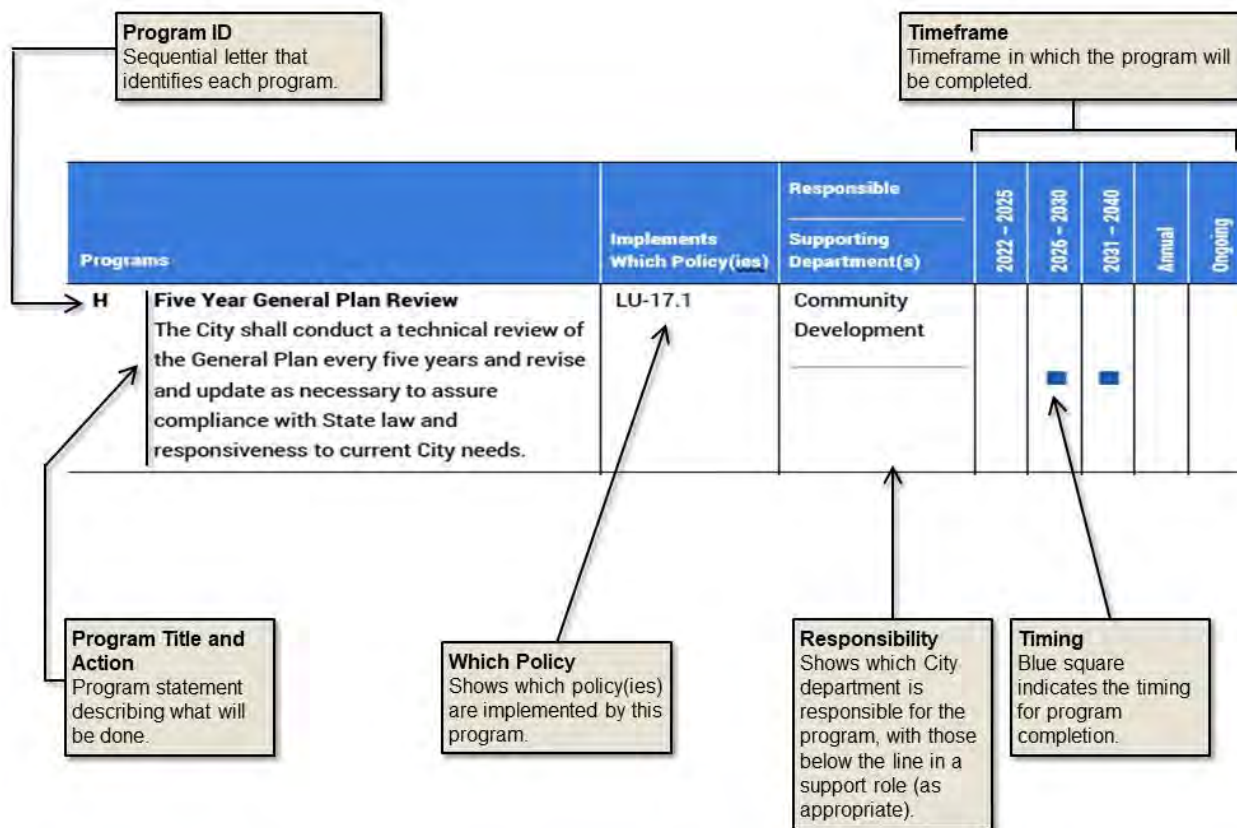 Program ID
Sequential letter that
identifies each program.
Timeframe
Timeframe in which the program will
be completed.
Programs
Implements
Which Policy(ies)
Responsible
Supporting
Department(s)
2022 – 2025
2026 – 2030
2031 – 2040
Annual
Ongoing
H
Five Year General Plan Review
The City shall conduct a technical review of
the General Plan every five years and revise
and update as necessary to assure
compliance with State law and
responsiveness to current City needs.
LU-17.1
Community
Development
Program Title and
Action
Program statement
describing what will
be done.
Which Policy
Shows which policy(ies)
are implemented by this
program.
Responsibility
Shows which City
department is
responsible for the
program, with those
below the line in a
support role (as
appropriate).
Timing
Blue square
indicates the timing
for program
completion.